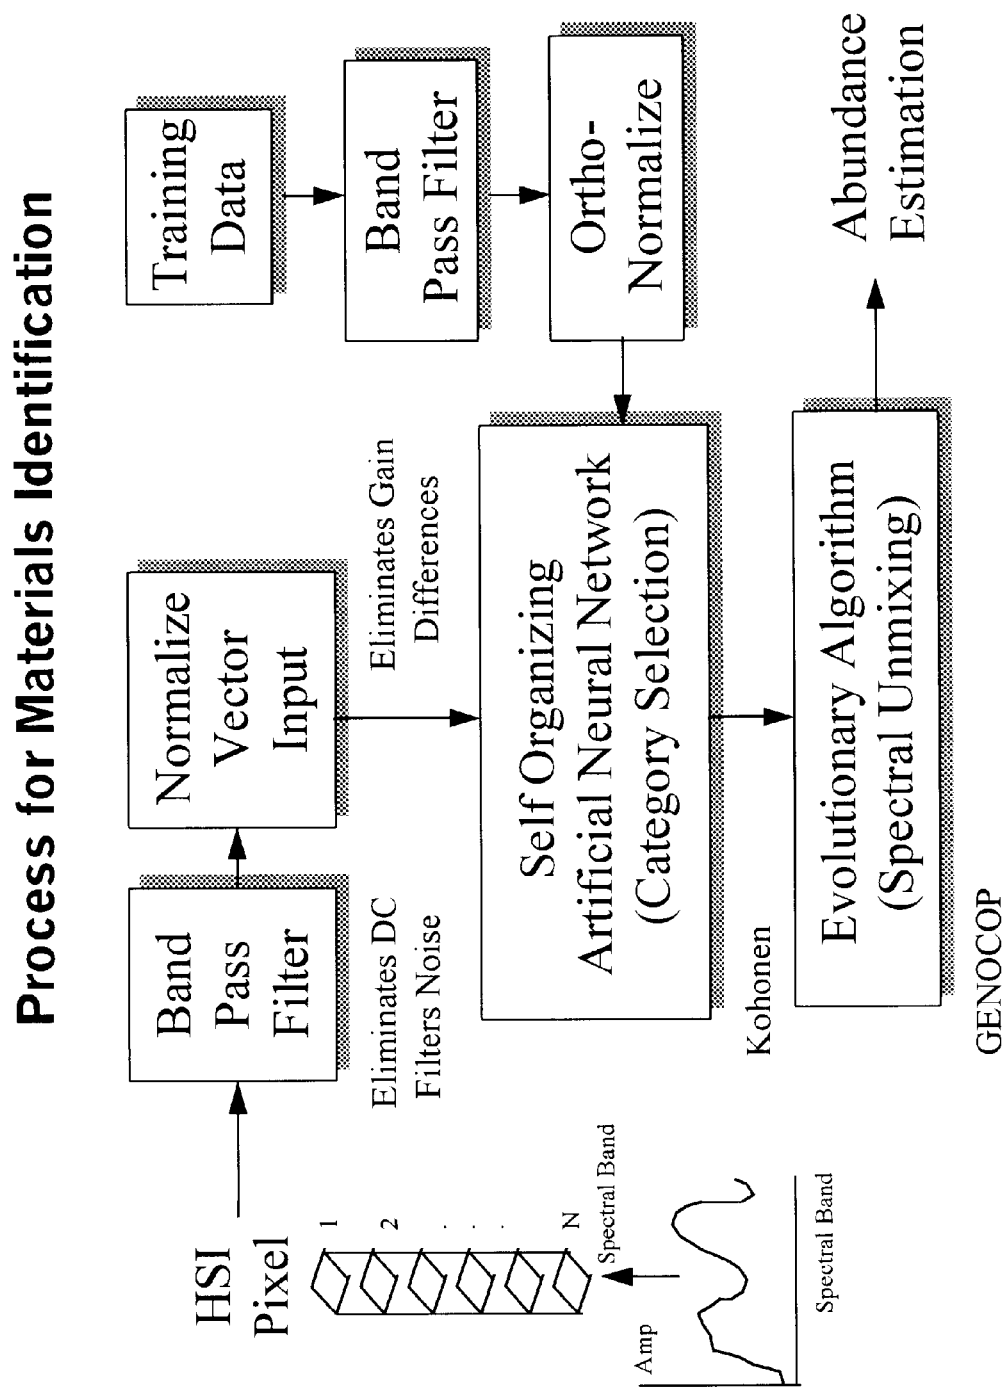 Process for Materials Identification
HSI
Pixel
1
2
.
.
.
N
Spectral Band
Amp
Spectral Band
Band
Pass
Filter
Eliminates DC
Filters Noise
Normalize
Vector
Input
Eliminates Gain
Differences
Training
Data
Band
Pass Filter
Ortho-
Normalize
Self Organizing
Artificial Neural Network
(Category Selection)
Kohonen
Evolutionary Algorithm
(Spectral Unmixing)
GENOCOP
Abundance
Estimation